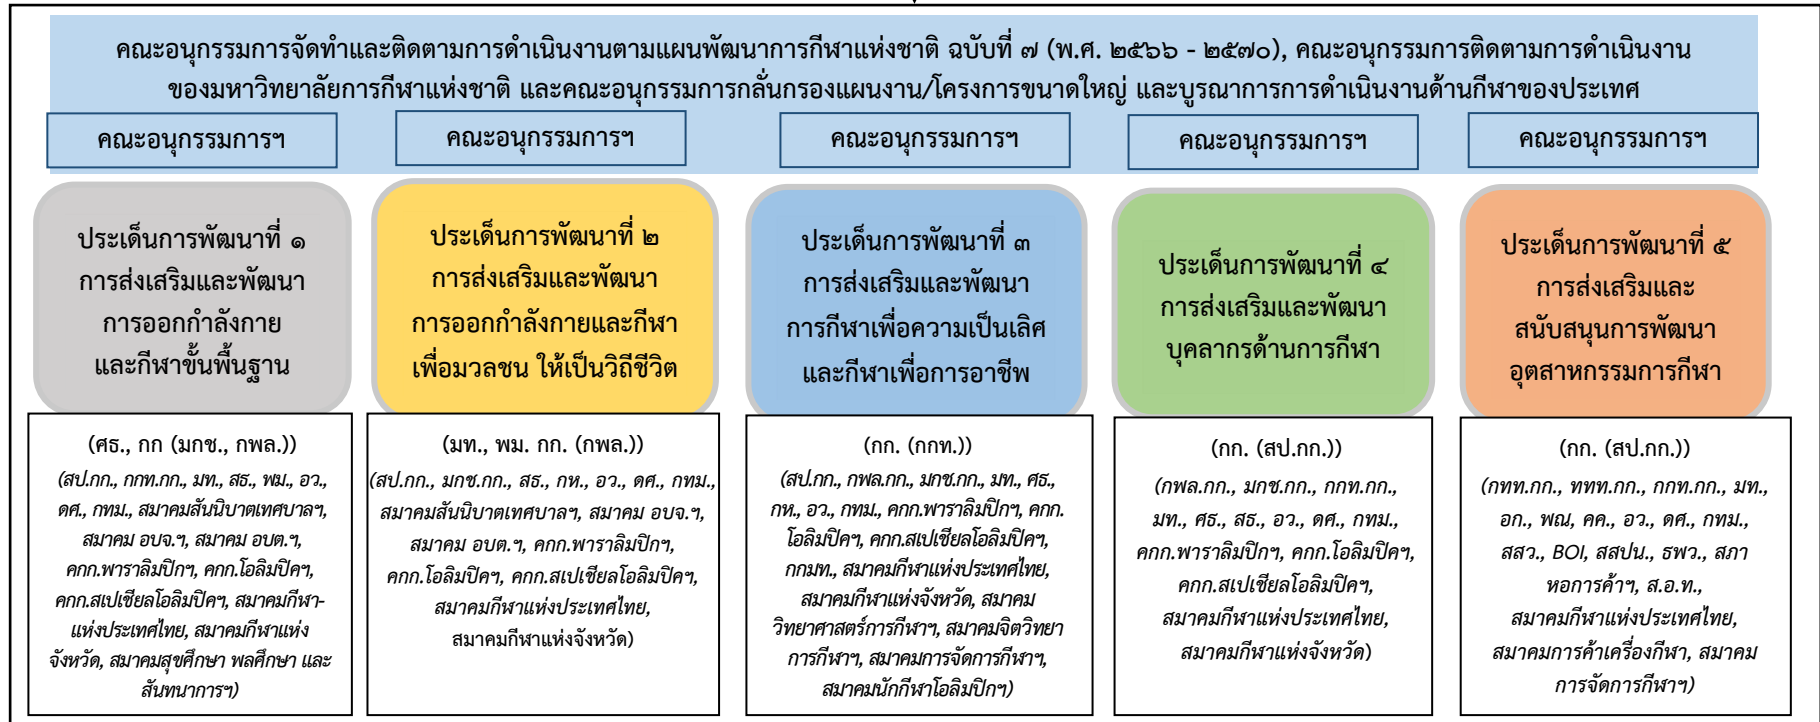 คณะอนุกรรมการจัดทำและติดตามการดำเนินงานตามแผนพัฒนาการกีฬาแห่งชาติ ฉบับที่ ๗ (พ.ศ. ๒๕๖๖ - ๒๕๗๐), คณะอนุกรรมการติดตามการดำเนินงาน
ของมหาวิทยาลัยการกีฬาแห่งชาติ และคณะอนุกรรมการกลั่นกรองแผนงาน/โครงการขนาดใหญ่ และบูรณาการการดำเนินงานด้านกีฬาของประเทศ
คณะอนุกรรมการฯ
ประเด็นการพัฒนาที่ ๑
การส่งเสริมและพัฒนา
การออกกำลังกาย
และกีฬาขั้นพื้นฐาน
(ศธ., กก (มกช., กพล.))
(สป.กก., กกท.กก., มท., สธ., พม., อว.,
ดศ., กทม., สมาคมสันนิบาตเทศบาลฯ,
สมาคม อบจ.ฯ, สมาคม อบต.ฯ,
คกก.พาราลิมปิกฯ, คกก.โอลิมปิคฯ,
คกก.สเปเชียลโอลิมปิคฯ, สมาคมกีฬา-
แห่งประเทศไทย, สมาคมกีฬาแห่ง
จังหวัด, สมาคมสุขศึกษา พลศึกษา และ
สันทนาการฯ)
คณะอนุกรรมการฯ
ประเด็นการพัฒนาที่ ๒
การส่งเสริมและพัฒนา
การออกกำลังกายและกีฬา
เพื่อมวลชน ให้เป็นวิถีชีวิต
(มท., พม. กก. (กพล.))
(สป.กก., มกช.กก., สธ., กห., อว., ดศ., กทม.,
สมาคมสันนิบาตเทศบาลฯ, สมาคม อบจ.ฯ,
สมาคม อบต.ฯ, คกก.พาราลิมปิกฯ,
คกก.โอลิมปิคฯ, คกก.สเปเชียลโอลิมปิคฯ,
สมาคมกีฬาแห่งประเทศไทย,
สมาคมกีฬาแห่งจังหวัด)
คณะอนุกรรมการฯ
ประเด็นการพัฒนาที่ ๓
การส่งเสริมและพัฒนา
การกีฬาเพื่อความเป็นเลิศ
และกีฬาเพื่อการอาชีพ
(กก. (กกท.))
(สป.กก., กพล.กก., มกช.กก., มท., ศธ.,
กห., อว., กทม., คกก.พาราลิมปิกฯ, คกก.
โอลิมปิคฯ, คกก.สเปเชียลโอลิมปิคฯ,
กกมท., สมาคมกีฬาแห่งประเทศไทย,
สมาคมกีฬาแห่งจังหวัด, สมาคม
วิทยาศาสตร์การกีฬาฯ, สมาคมจิตวิทยา
การกีฬาฯ, สมาคมการจัดการกีฬาฯ,
สมาคมนักกีฬาโอลิมปิกฯ)
คณะอนุกรรมการฯ
ประเด็นการพัฒนาที่ ๔
การส่งเสริมและพัฒนา
บุคลากรด้านการกีฬา
(กก. (สป.กก.))
(กพล.กก., มกช.กก., กกท.กก.,
มท., ศธ., สธ., อว., ดศ., กทม.,
คกก.พาราลิมปิกฯ, คกก.โอลิมปิคฯ,
คกก.สเปเชียลโอลิมปิคฯ,
สมาคมกีฬาแห่งประเทศไทย,
สมาคมกีฬาแห่งจังหวัด)
คณะอนุกรรมการฯ
ประเด็นการพัฒนาที่ ๕
การส่งเสริมและ
สนับสนุนการพัฒนา
อุตสาหกรรมการกีฬา
(กก. (สป.กก.))
(กทท.กก., ททท.กก., กกท.กก., มท.,
อก., พณ, คค., อว., ดศ., กทม.,
สสว., BOI, สสปน., ธพว., สภา
หอการค้าฯ, ส.อ.ท.,
สมาคมกีฬาแห่งประเทศไทย,
สมาคมการค้าเครื่องกีฬา, สมาคม
การจัดการกีฬาฯ)